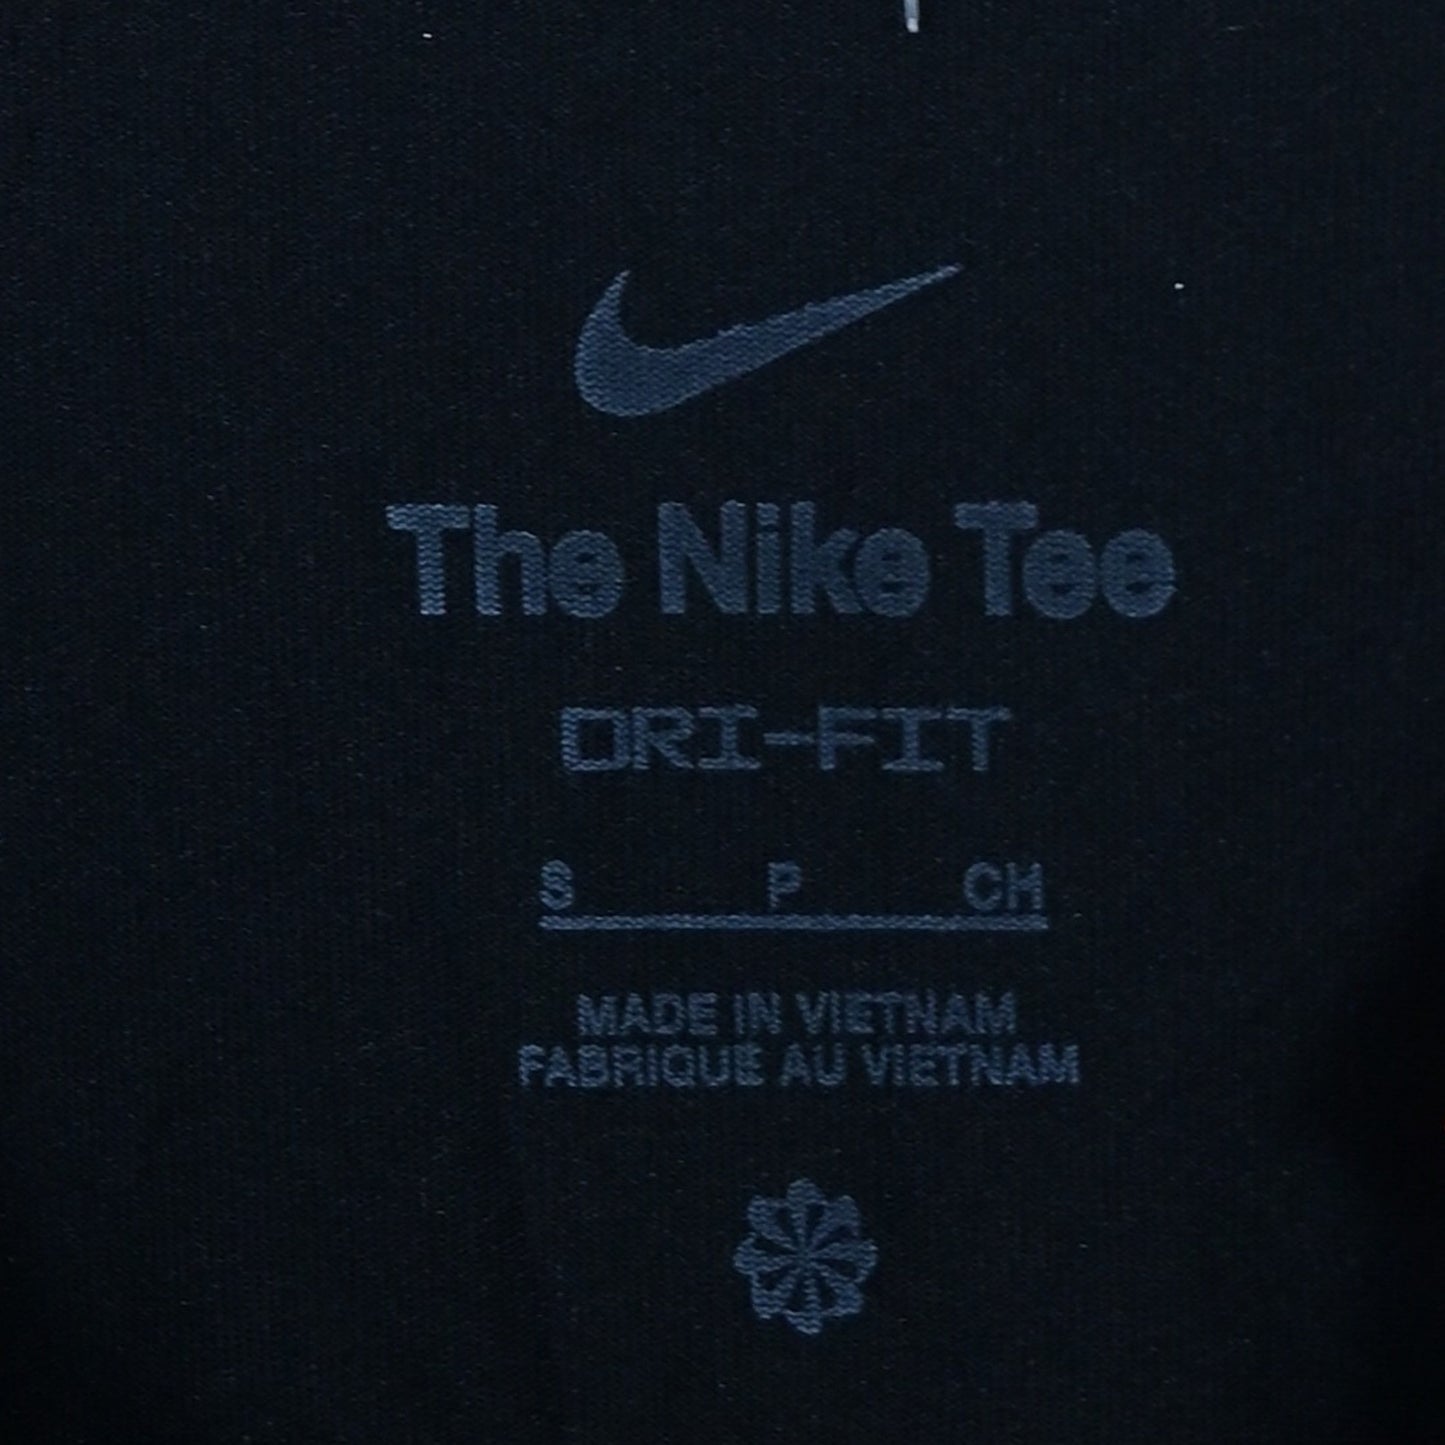 The Nike Tee
DRI-FIT
S P CH
MADE IN VIETNAM
FABRIQUE AU VIETNAM